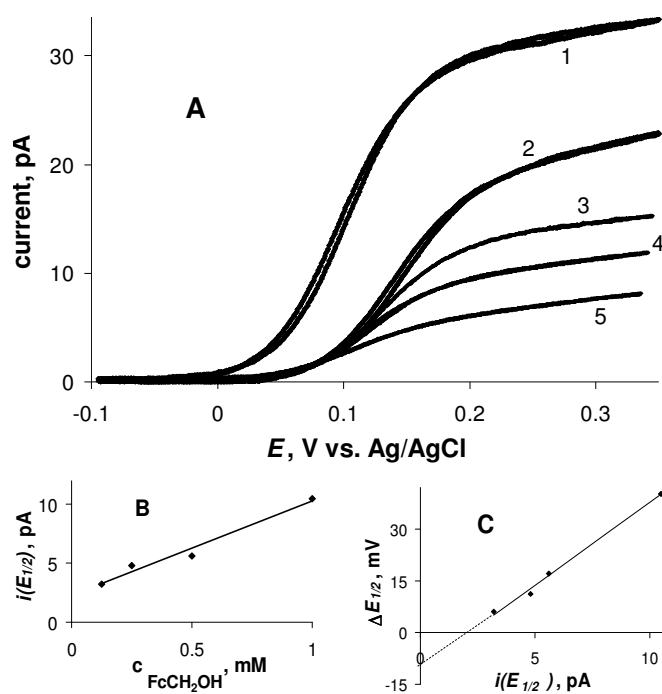 A
current, pA
30
20
10
0
1
2
3
4
5
-0.1 0 0.1 0.2 0.3
E, V vs. Ag/AgCl
B
i(E1/2), pA
10
5
0
0 0.5 1
c FcCH2OH, mM
C
ΔE1/2, mV
30
15
0
-15
0 5 10
i(E1/2), pA